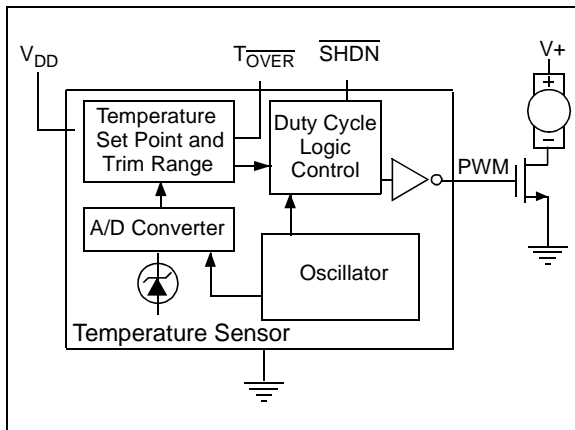 V_DD
T_OVER
SHDN
V+
+
−
Temperature
Set Point and
Trim Range
Duty Cycle
Logic
Control
PWM
A/D Converter
Oscillator
Temperature Sensor